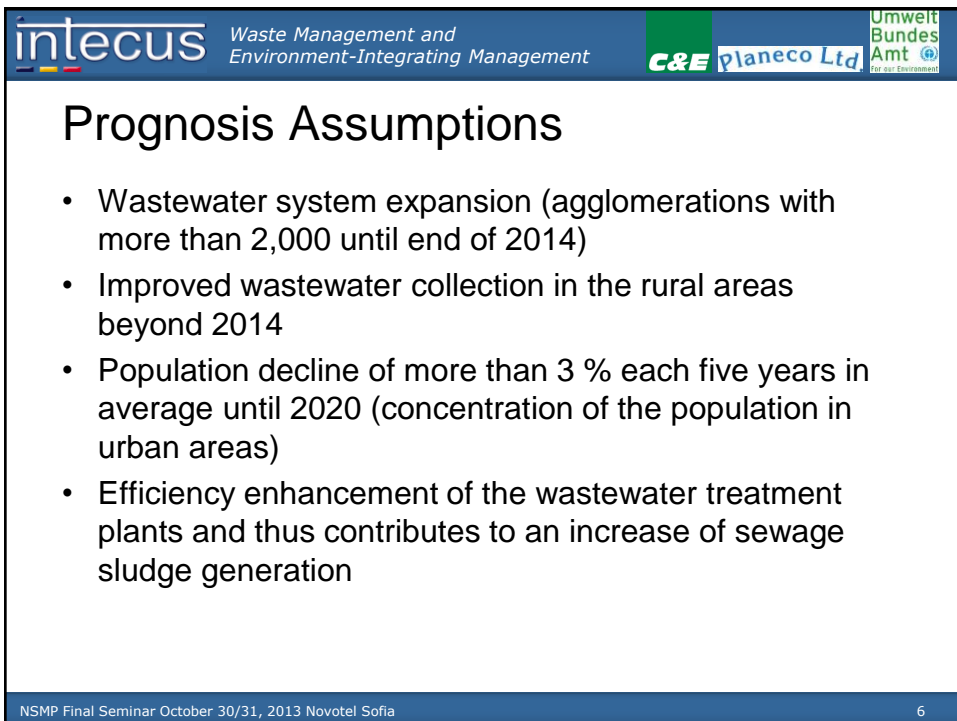 intecus
Waste Management and
Environment-Integrating Management
C&E
Planeco Ltd.
Umwelt
Bundes
Amt
For our Environment
Prognosis Assumptions
• Wastewater system expansion (agglomerations with
more than 2,000 until end of 2014)
• Improved wastewater collection in the rural areas
beyond 2014
• Population decline of more than 3 % each five years in
average until 2020 (concentration of the population in
urban areas)
• Efficiency enhancement of the wastewater treatment
plants and thus contributes to an increase of sewage
sludge generation
NSMP Final Seminar October 30/31, 2013 Novotel Sofia
6